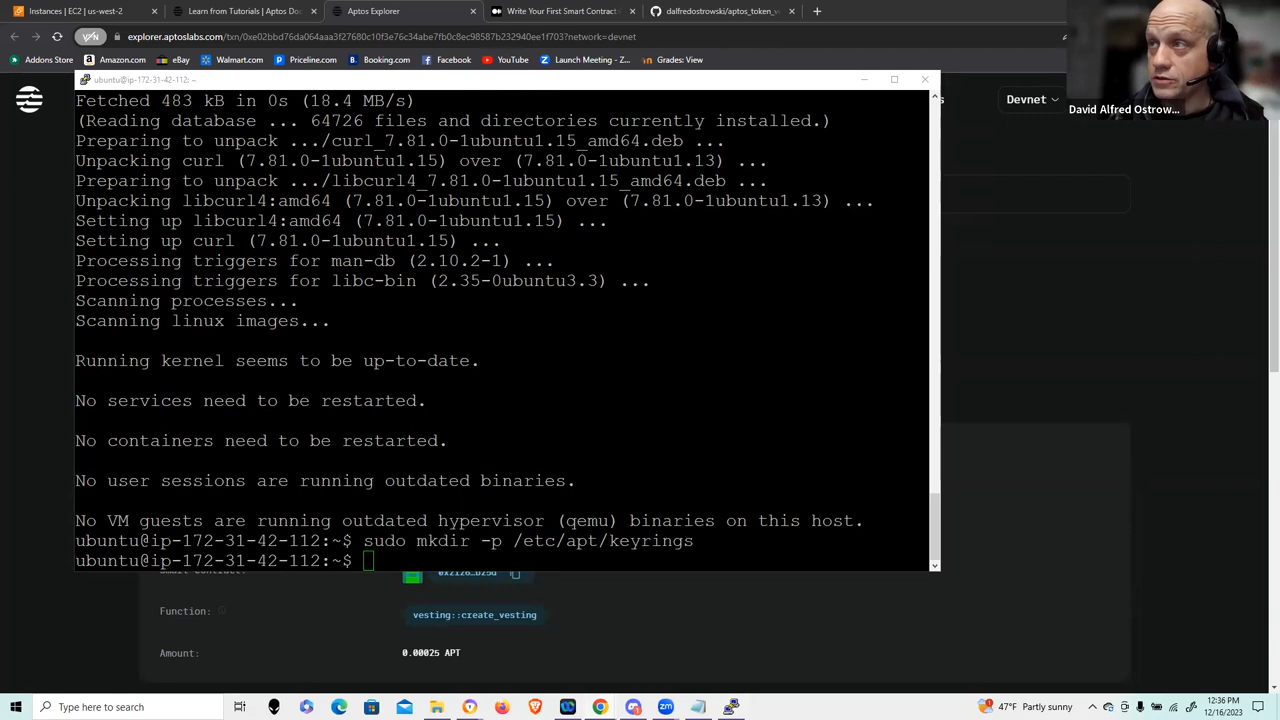 Instances | EC2 | us-west-2
Learn from Tutorials | Aptos Doc
Aptos Explorer
Write Your First Smart Contract
dalfredostrowski/aptos_token_ve
explorer.aptoslabs.com/txn/0xe02bbd76da064aaa3f27680c10f3e76c34abe7fb0c8ec98587b232940ee1f703?network=devnet
Addons Store
Amazon.com
eBay
Walmart.com
Priceline.com
Booking.com
Facebook
YouTube
Launch Meeting - Z...
Grades: View
ubuntu@ip-172-31-42-112: ~
Devnet
David Alfred Ostrow...
Fetched 483 kB in 0s (18.4 MB/s)
(Reading database ... 64726 files and directories currently installed.)
Preparing to unpack .../curl_7.81.0-1ubuntu1.15_amd64.deb ...
Unpacking curl (7.81.0-1ubuntu1.15) over (7.81.0-1ubuntu1.13) ...
Preparing to unpack .../libcurl4_7.81.0-1ubuntu1.15_amd64.deb ...
Unpacking libcurl4:amd64 (7.81.0-1ubuntu1.15) over (7.81.0-1ubuntu1.13) ...
Setting up libcurl4:amd64 (7.81.0-1ubuntu1.15) ...
Setting up curl (7.81.0-1ubuntu1.15) ...
Processing triggers for man-db (2.10.2-1) ...
Processing triggers for libc-bin (2.35-0ubuntu3.3) ...
Scanning processes...
Scanning linux images...
Running kernel seems to be up-to-date.
No services need to be restarted.
No containers need to be restarted.
No user sessions are running outdated binaries.
No VM guests are running outdated hypervisor (qemu) binaries on this host.
ubuntu@ip-172-31-42-112:~$ sudo mkdir -p /etc/apt/keyrings
ubuntu@ip-172-31-42-112:~$
Function:
vesting::create_vesting
Amount:
0.00025 APT
Type here to search
47°F Partly sunny
12:36 PM
12/16/2023